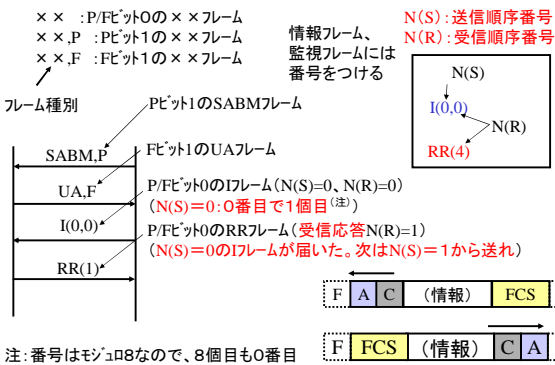 ××　:P/Fﾋﾞｯﾄ0の××ﾌﾚｰﾑ
××,P　:Pﾋﾞｯﾄ1の××ﾌﾚｰﾑ
××,F　:Fﾋﾞｯﾄ1の××ﾌﾚｰﾑ
ﾌﾚｰﾑ種別
情報ﾌﾚｰﾑ、
監視ﾌﾚｰﾑには
番号をつける
N(S):送信順序番号
N(R):受信順序番号
N(S)
I(0,0)
N(R)
RR(4)
Pﾋﾞｯﾄ1のSABMﾌﾚｰﾑ
SABM,P
Fﾋﾞｯﾄ1のUAﾌﾚｰﾑ
UA,F
P/Fﾋﾞｯﾄ0のIﾌﾚｰﾑ(N(S)=0、N(R)=0)
(N(S)=0:0番目で1個目(注))
I(0,0)
P/Fﾋﾞｯﾄ0のRRﾌﾚｰﾑ(受信応答N(R)=1)
(N(S)=0のIﾌﾚｰﾑが届いた。次はN(S)=1から送れ)
RR(1)
F A C (情報) FCS
F FCS (情報) C A
注:番号はﾓｼﾞｭﾛ8なので、8個目も0番目